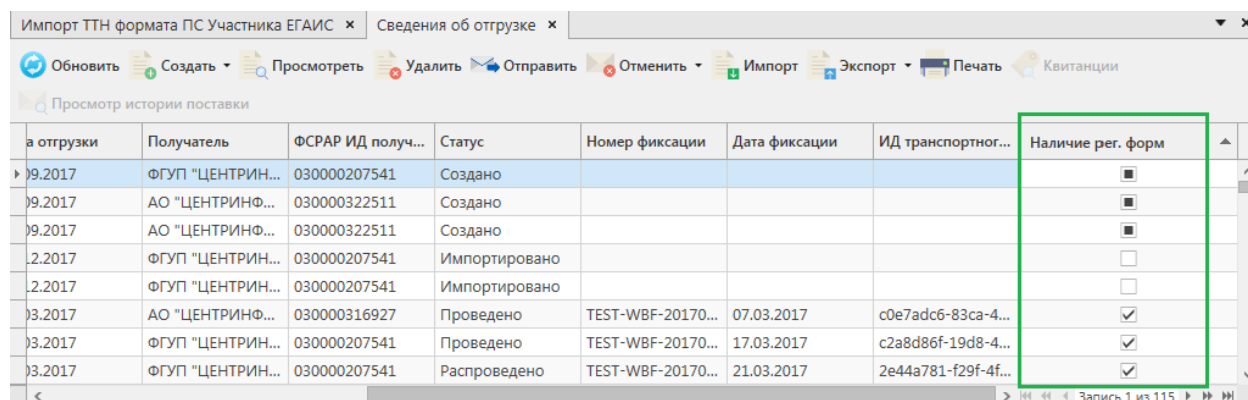 Импорт ТТН формата ПС Участника ЕГАИС × Сведения об отгрузке ×
Обновить Создать Просмотреть Удалить Отправить Отменить Импорт Экспорт Печать Квитанции
Просмотр истории поставки
а отгрузки Получатель ФСРАР ИД получ... Статус Номер фиксации Дата фиксации ИД транспортног... Наличие рег. форм
09.2017 ФГУП "ЦЕНТРИН... 030000207541 Создано
09.2017 АО "ЦЕНТРИНФ... 030000322511 Создано
09.2017 АО "ЦЕНТРИНФ... 030000322511 Создано
.2.2017 ФГУП "ЦЕНТРИН... 030000207541 Импортировано
.2.2017 ФГУП "ЦЕНТРИН... 030000207541 Импортировано
03.2017 АО "ЦЕНТРИНФ... 030000316927 Проведено TEST-WBF-20170... 07.03.2017 c0e7adc6-83ca-4...
03.2017 ФГУП "ЦЕНТРИН... 030000207541 Проведено TEST-WBF-20170... 17.03.2017 c2a8d86f-19d8-4...
03.2017 ФГУП "ЦЕНТРИН... 030000207541 Распроведено TEST-WBF-20170... 21.03.2017 2e44a781-f29f-4f...
Запись 1 из 115